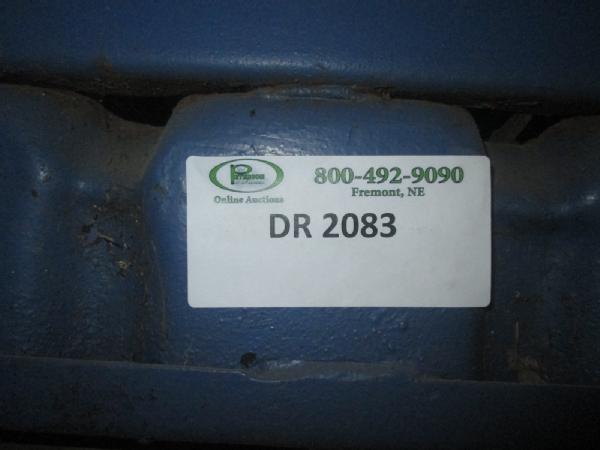 800-492-9090
Fremont, NE
Online Auctions
DR 2083